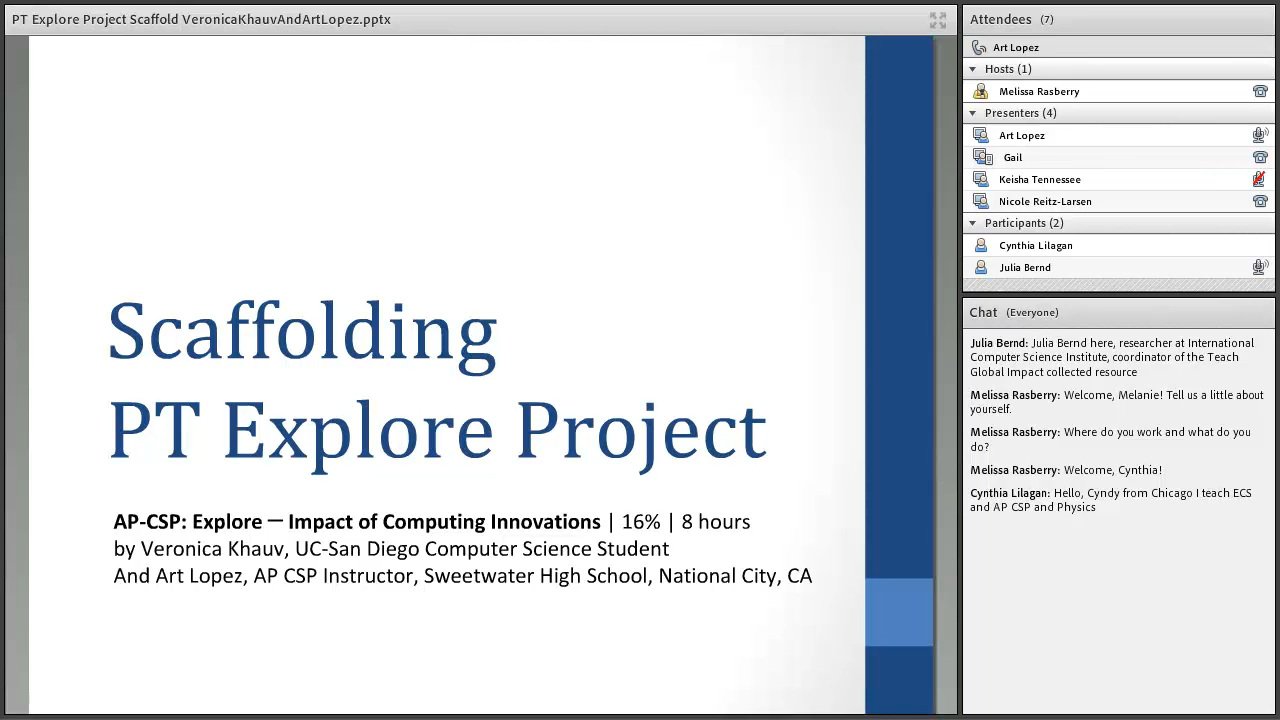 PT Explore Project Scaffold VeronicaKhauvAndArtLopez.pptx
Scaffolding
PT Explore Project
AP-CSP: Explore — Impact of Computing Innovations | 16% | 8 hours
by Veronica Khauv, UC-San Diego Computer Science Student
And Art Lopez, AP CSP Instructor, Sweetwater High School, National City, CA
Attendees (7)
Art Lopez
Hosts (1)
Melissa Rasberry
Presenters (4)
Art Lopez
Gail
Keisha Tennessee
Nicole Reitz-Larsen
Participants (2)
Cynthia Lilagan
Julia Bernd
Chat (Everyone)
Julia Bernd: Julia Bernd here, researcher at International
Computer Science Institute, coordinator of the Teach
Global Impact collected resource
Melissa Rasberry: Welcome, Melanie! Tell us a little about
yourself.
Melissa Rasberry: Where do you work and what do you
do?
Melissa Rasberry: Welcome, Cynthia!
Cynthia Lilagan: Hello, Cyndy from Chicago I teach ECS
and AP CSP and Physics